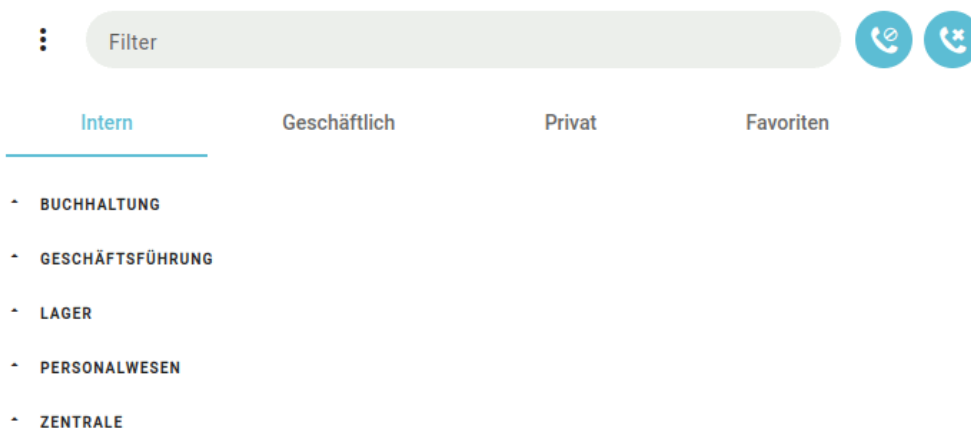 Filter
Intern Geschäftlich Privat Favoriten
BUCHHALTUNG
GESCHÄFTSFÜHRUNG
LAGER
PERSONALWESEN
ZENTRALE